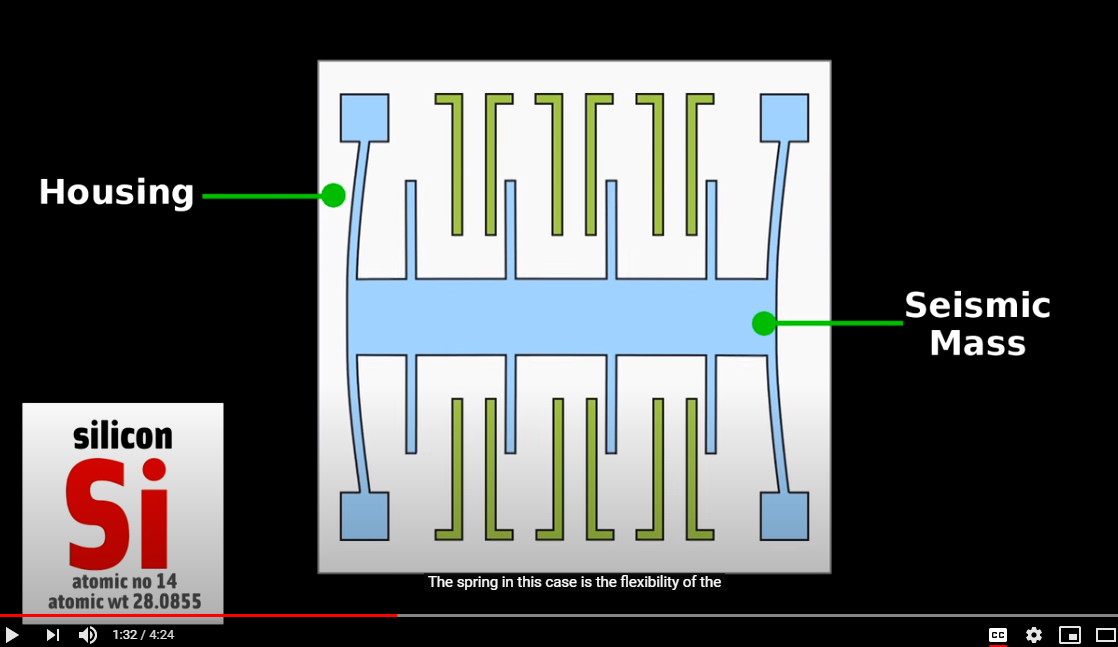 Housing
Seismic
Mass
silicon
Si
atomic no 14
atomic wt 28.0855
The spring in this case is the flexibility of the
1:32 / 4:24
CC